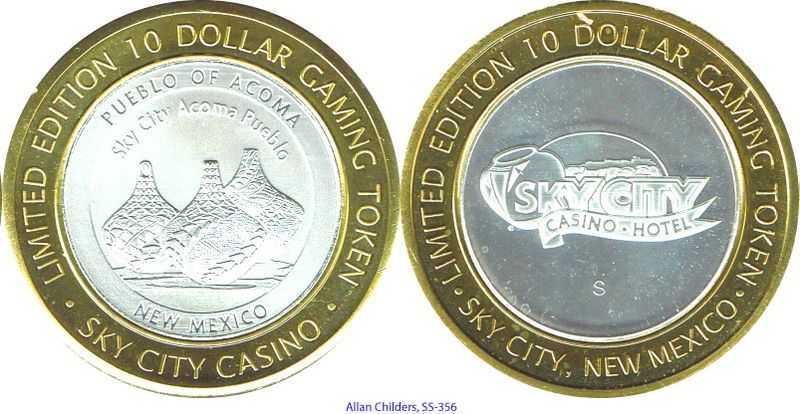 LIMITED EDITION 10 DOLLAR GAMING TOKEN
PUEBLO OF ACOMA
Sky City Acoma Pueblo
NEW MEXICO
• SKY CITY CASINO •
LIMITED EDITION 10 DOLLAR GAMING TOKEN
SKY CITY
CASINO • HOTEL
S
• SKY CITY, NEW MEXICO •
Allan Childers, SS-356